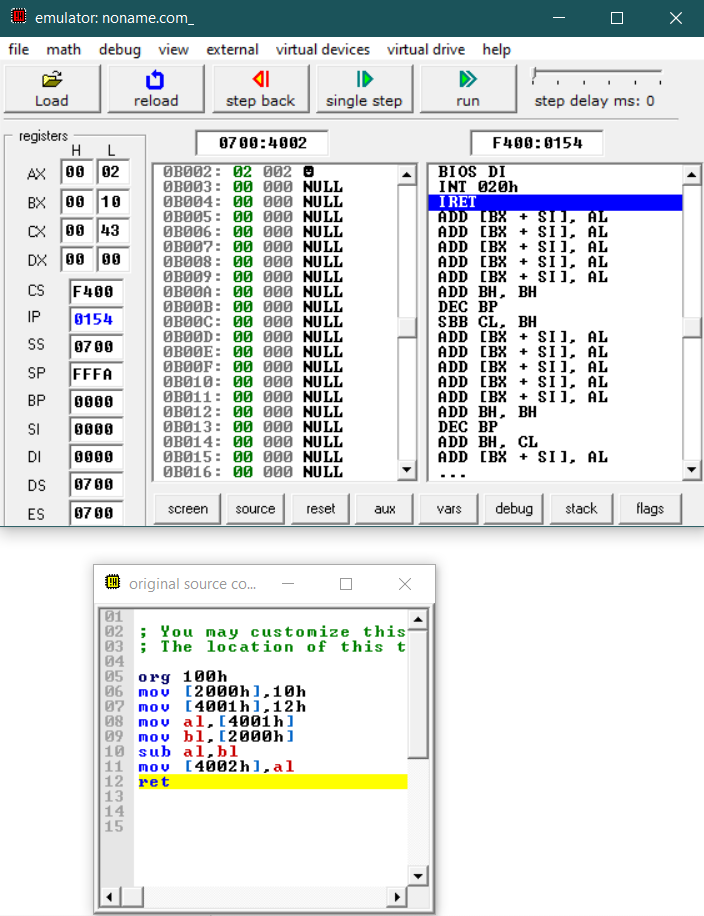 emulator: noname.com_
file math debug view external virtual devices virtual drive help
Load reload step back single step run step delay ms: 0
registers
H L
AX 00 02
BX 00 10
CX 00 43
DX 00 00
CS F400
IP 0154
SS 0700
SP FFFA
BP 0000
SI 0000
DI 0000
DS 0700
ES 0700
0700:4002
0B002: 02 002 ☻
0B003: 00 000 NULL
0B004: 00 000 NULL
0B005: 00 000 NULL
0B006: 00 000 NULL
0B007: 00 000 NULL
0B008: 00 000 NULL
0B009: 00 000 NULL
0B00A: 00 000 NULL
0B00B: 00 000 NULL
0B00C: 00 000 NULL
0B00D: 00 000 NULL
0B00E: 00 000 NULL
0B00F: 00 000 NULL
0B010: 00 000 NULL
0B011: 00 000 NULL
0B012: 00 000 NULL
0B013: 00 000 NULL
0B014: 00 000 NULL
0B015: 00 000 NULL
0B016: 00 000 NULL
F400:0154
BIOS DI
INT 020h
IRET
ADD [BX + SI], AL
ADD [BX + SI], AL
ADD [BX + SI], AL
ADD [BX + SI], AL
ADD [BX + SI], AL
ADD BH, BH
DEC BP
SBB CL, BH
ADD [BX + SI], AL
ADD [BX + SI], AL
ADD [BX + SI], AL
ADD [BX + SI], AL
ADD [BX + SI], AL
ADD BH, BH
DEC BP
ADD BH, CL
ADD [BX + SI], AL
...
screen source reset aux vars debug stack flags
original source co...
01
02 ; You may customize this
03 ; The location of this t
04
05 org 100h
06 mov [2000h],10h
07 mov [4001h],12h
08 mov al,[4001h]
09 mov bl,[2000h]
10 sub al,bl
11 mov [4002h],al
12 ret
13
14
15